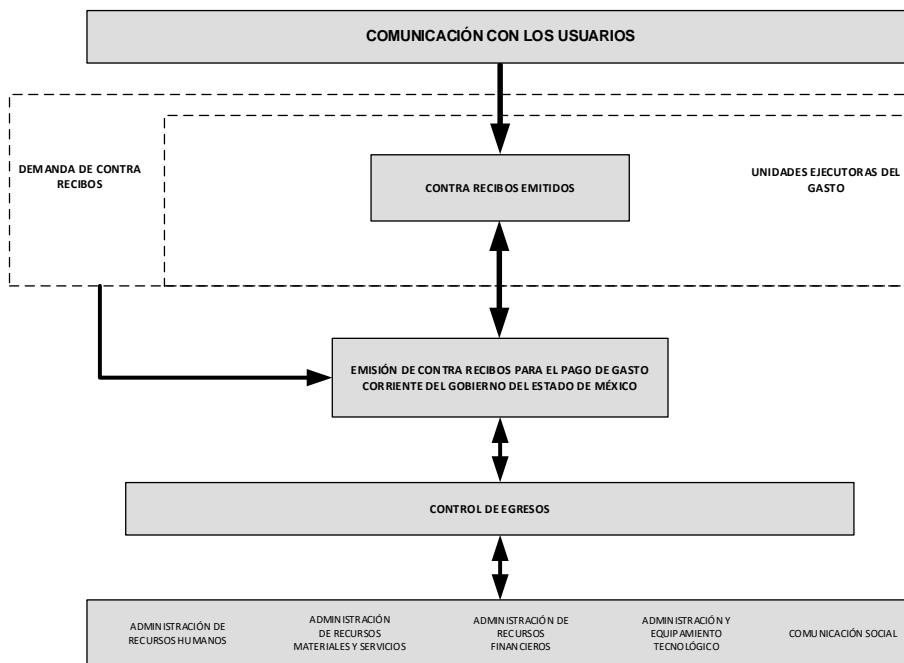 COMUNICACIÓN CON LOS USUARIOS
DEMANDA DE CONTRA
RECIBOS
CONTRA RECIBOS EMITIDOS
UNIDADES EJECUTORAS DEL
GASTO
EMISIÓN DE CONTRA RECIBOS PARA EL PAGO DE GASTO
CORRIENTE DEL GOBIERNO DEL ESTADO DE MÉXICO
CONTROL DE EGRESOS
ADMINISTRACIÓN DE
RECURSOS HUMANOS
ADMINISTRACIÓN
DE RECURSOS
MATERIALES Y SERVICIOS
ADMINISTRACIÓN DE
RECURSOS
FINANCIEROS
ADMINISTRACIÓN Y
EQUIPAMIENTO
TECNOLÓGICO
COMUNICACIÓN SOCIAL